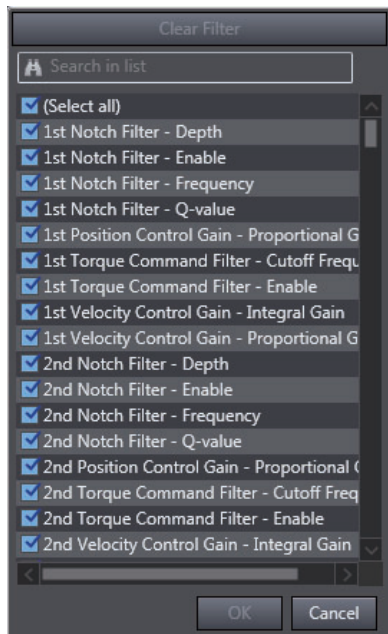 Clear Filter
Search in list
(Select all)
1st Notch Filter - Depth
1st Notch Filter - Enable
1st Notch Filter - Frequency
1st Notch Filter - Q-value
1st Position Control Gain - Proportional G
1st Torque Command Filter - Cutoff Frequ
1st Torque Command Filter - Enable
1st Velocity Control Gain - Integral Gain
1st Velocity Control Gain - Proportional G
2nd Notch Filter - Depth
2nd Notch Filter - Enable
2nd Notch Filter - Frequency
2nd Notch Filter - Q-value
2nd Position Control Gain - Proportional
2nd Torque Command Filter - Cutoff Freq
2nd Torque Command Filter - Enable
2nd Velocity Control Gain - Integral Gain
OK Cancel